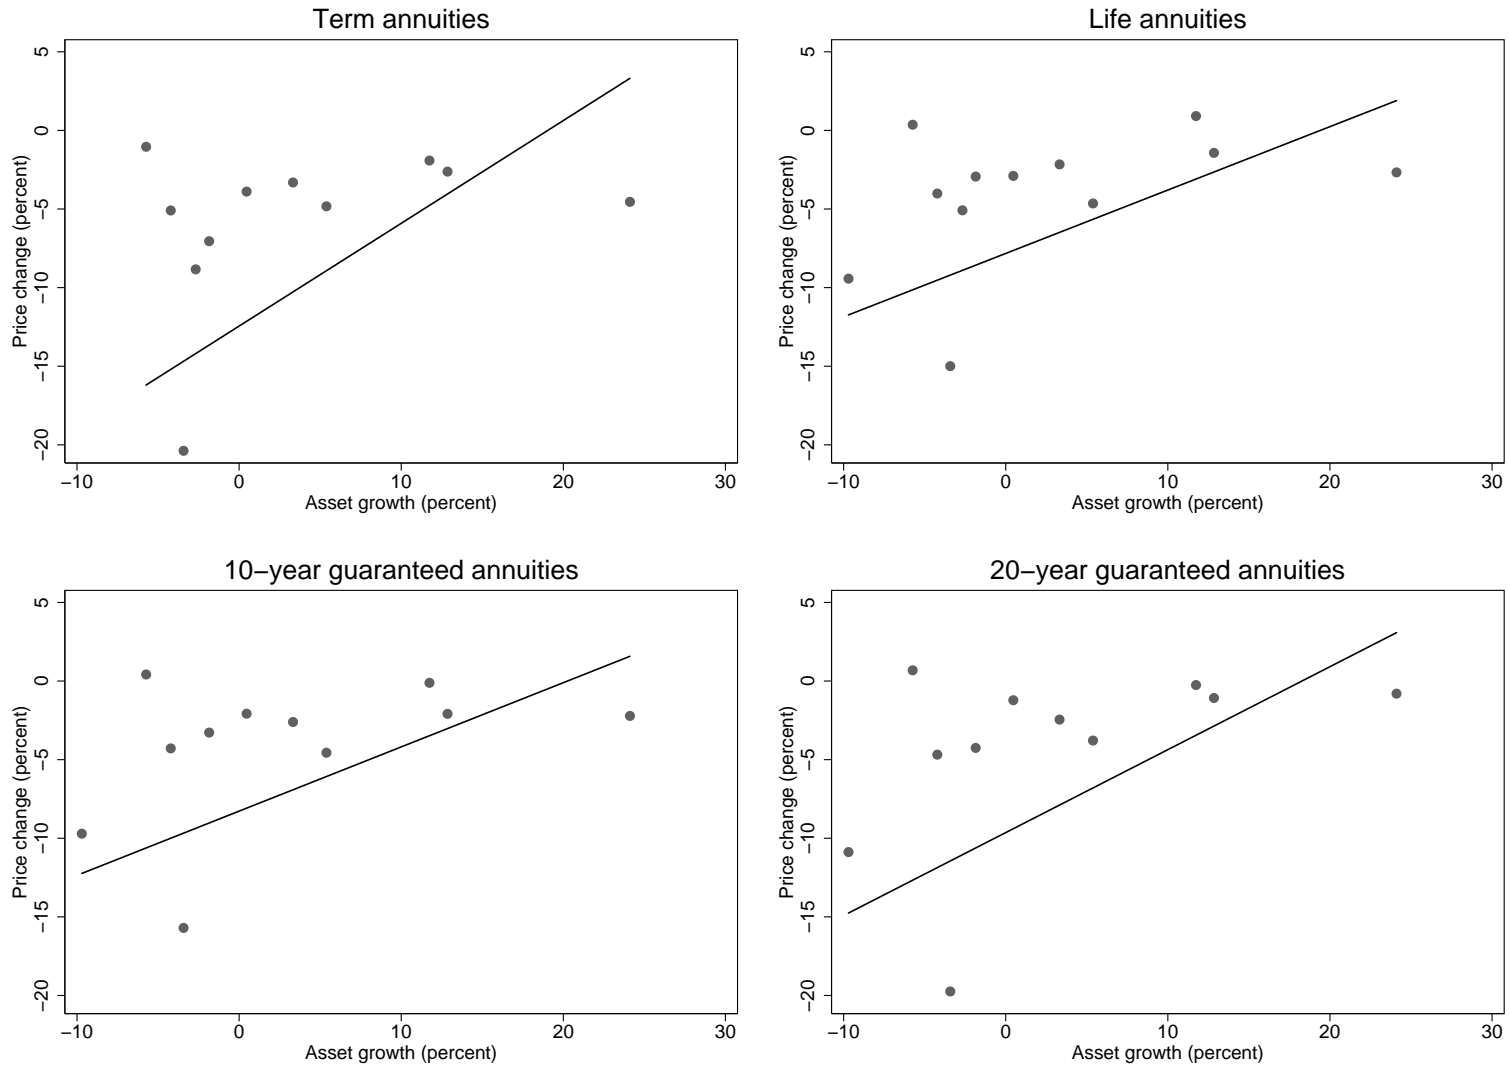 Term annuities
5
0
−5
−10
−15
−20
Price change (percent)
−10 0 10 20 30
Asset growth (percent)
Life annuities
5
0
−5
−10
−15
−20
Price change (percent)
−10 0 10 20 30
Asset growth (percent)
10−year guaranteed annuities
5
0
−5
−10
−15
−20
Price change (percent)
−10 0 10 20 30
Asset growth (percent)
20−year guaranteed annuities
5
0
−5
−10
−15
−20
Price change (percent)
−10 0 10 20 30
Asset growth (percent)